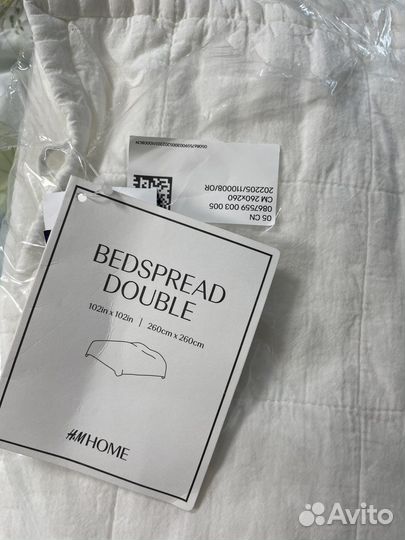 05 CN
0867559 003 005
CM 260x260
202205/110008/OR
BEDSPREAD
DOUBLE
102in x 102in | 260cm x 260cm
H&M HOME
Avito